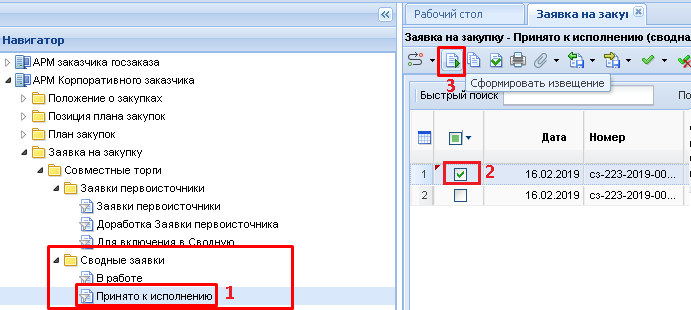 Рабочий стол
Заявка на заку
Навигатор
Заявка на закупку - Принято к исполнению (сводна
АРМ заказчика госзаказа
АРМ Корпоративного заказчика
3
Сформировать извещение
Положение о закупках
Быстрый поиск
По
Позиция плана закупок
План закупок
Дата
Номер
Заявка на закупку
Совместные торги
1
16.02.2019
сз-223-2019-00...
2
Заявки первоисточники
2
16.02.2019
сз-223-2019-00...
Заявки первоисточники
Доработка Заявки первоисточника
Для включения в Сводную
Сводные заявки
В работе
Принято к исполнению
1